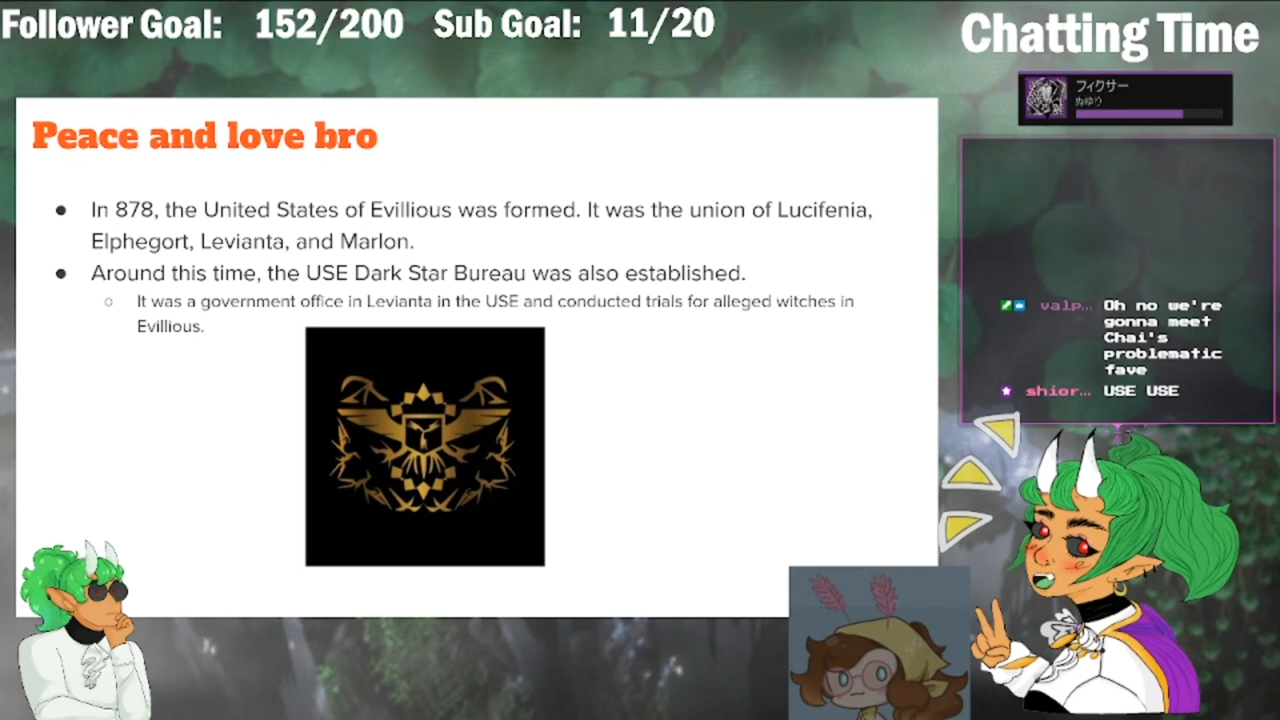 Follower Goal: 152/200 Sub Goal: 11/20
Chatting Time
フィクサー
ぬゆり
Peace and love bro
In 878, the United States of Evillious was formed. It was the union of Lucifenia,
Elphegort, Levianta, and Marlon.
Around this time, the USE Dark Star Bureau was also established.
It was a government office in Levianta in the USE and conducted trials for alleged witches in
Evillious.
valp... Oh no we're
gonna meet
Chai's
problematic
fave
shior... USE USE